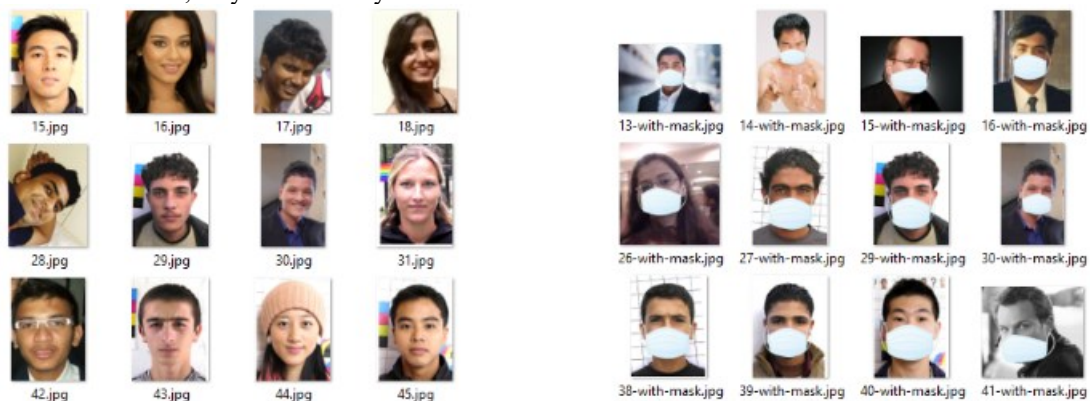 15.jpg 16.jpg 17.jpg 18.jpg 13-with-mask.jpg 14-with-mask.jpg 15-with-mask.jpg 16-with-mask.jpg
28.jpg 29.jpg 30.jpg 31.jpg 26-with-mask.jpg 27-with-mask.jpg 29-with-mask.jpg 30-with-mask.jpg
42.jpg 43.jpg 44.jpg 45.jpg 38-with-mask.jpg 39-with-mask.jpg 40-with-mask.jpg 41-with-mask.jpg